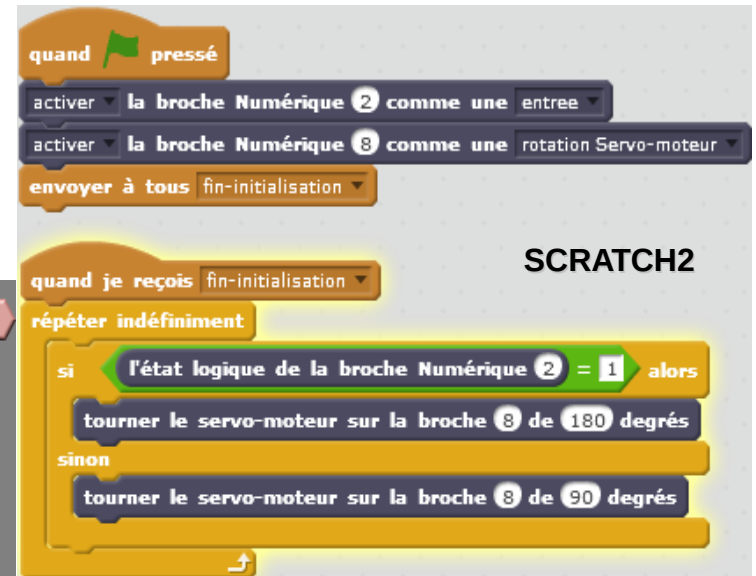 quand pressé
activer la broche Numérique 2 comme une entree
activer la broche Numérique 8 comme une rotation Servo-moteur
envoyer à tous fin-initialisation
SCRATCH2
quand je reçois fin-initialisation
répéter indéfiniment
si l'état logique de la broche Numérique 2 = 1 alors
tourner le servo-moteur sur la broche 8 de 180 degrés
sinon
tourner le servo-moteur sur la broche 8 de 90 degrés